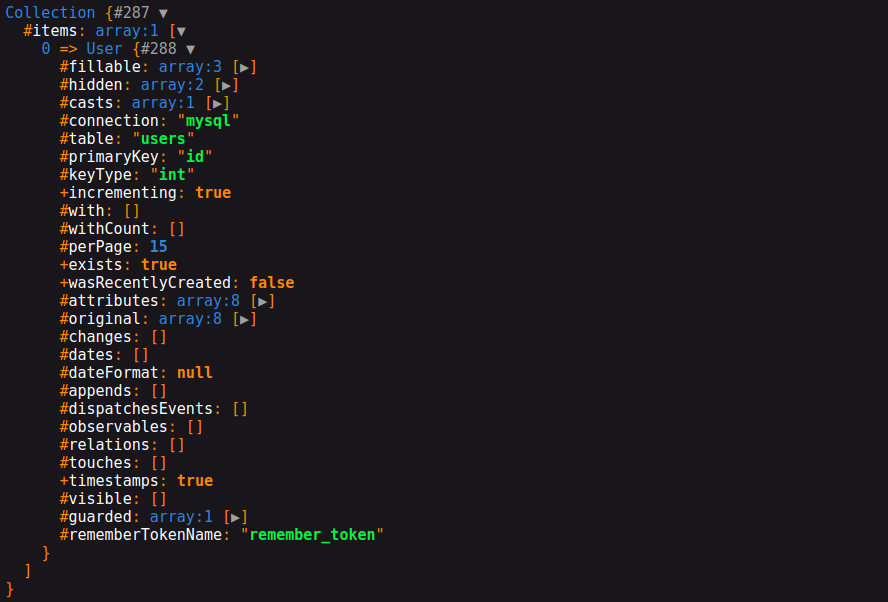 Collection {#287 ▼
  #items: array:1 [▼
    0 => User {#288 ▼
      #fillable: array:3 [▶]
      #hidden: array:2 [▶]
      #casts: array:1 [▶]
      #connection: "mysql"
      #table: "users"
      #primaryKey: "id"
      #keyType: "int"
      +incrementing: true
      #with: []
      #withCount: []
      #perPage: 15
      +exists: true
      +wasRecentlyCreated: false
      #attributes: array:8 [▶]
      #original: array:8 [▶]
      #changes: []
      #dates: []
      #dateFormat: null
      #appends: []
      #dispatchesEvents: []
      #observables: []
      #relations: []
      #touches: []
      +timestamps: true
      #visible: []
      #guarded: array:1 [▶]
      #rememberTokenName: "remember_token"
    }
  ]
}